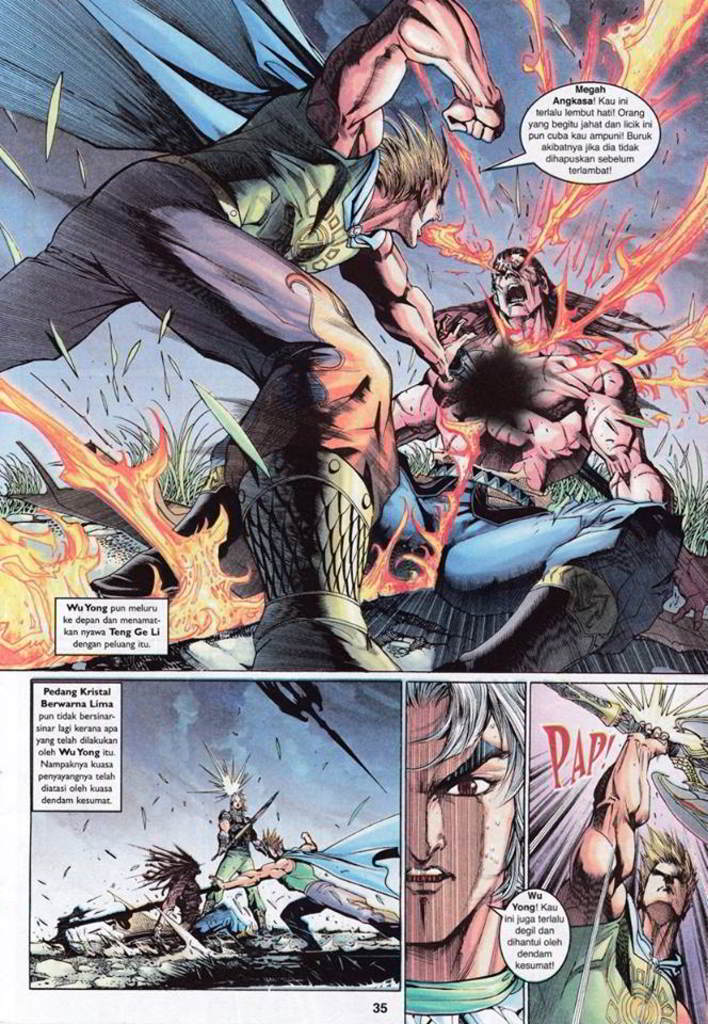 Megah
Angkasa! Kau ini
terlalu lembut hati! Orang
yang begitu jahat dan licik ini
pun cuba kau ampuni! Buruk
akibatnya jika dia tidak
dihapuskan sebelum
terlambat!
Wu Yong pun meluru
ke depan dan menamat-
kan nyawa Teng Ge Li
dengan peluang itu.
Pedang Kristal
Berwarna Lima
pun tidak bersinar-
sinar lagi kerana apa
yang telah dilakukan
oleh Wu Yong itu.
Nampaknya kuasa
penyayangnya telah
diatasi oleh kuasa
dendam kesumat.
PAP!
Wu
Yong! Kau
ini juga terlalu
degil dan
dihantui oleh
dendam
kesumat!
35